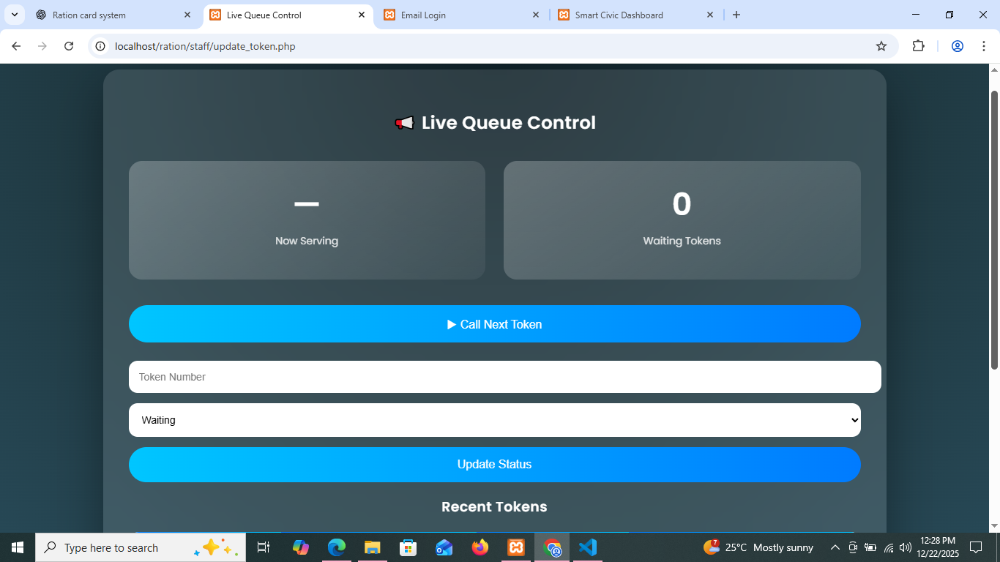 Ration card system
Live Queue Control
Email Login
Smart Civic Dashboard
localhost/ration/staff/update_token.php
📢 Live Queue Control
—
Now Serving
0
Waiting Tokens
▶ Call Next Token
Token Number
Waiting
Update Status
Recent Tokens
Type here to search
7
25°C Mostly sunny
12:28 PM
12/22/2025